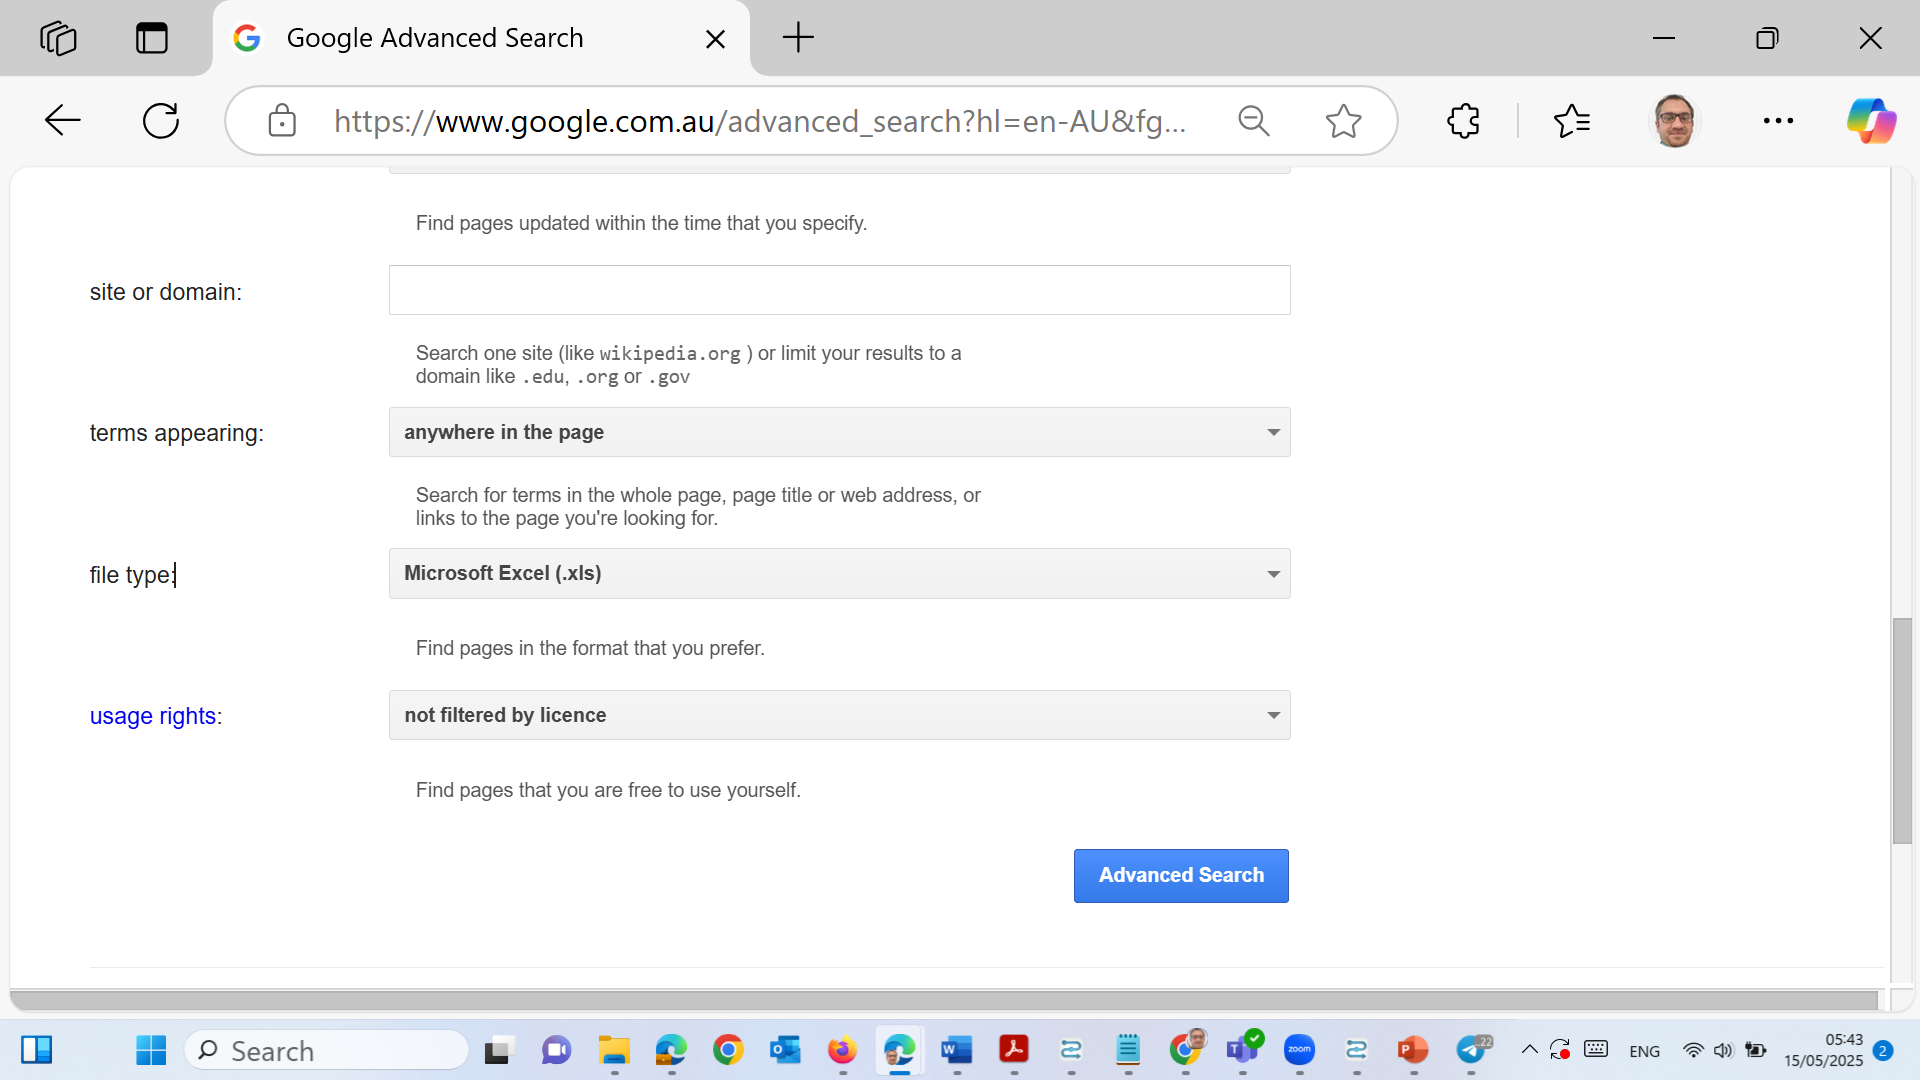 Google Advanced Search
https://www.google.com.au/advanced_search?hl=en-AU&fg...
Find pages updated within the time that you specify.
site or domain:
Search one site (like wikipedia.org ) or limit your results to a
domain like .edu, .org or .gov
terms appearing:
anywhere in the page
Search for terms in the whole page, page title or web address, or
links to the page you're looking for.
file type:
Microsoft Excel (.xls)
Find pages in the format that you prefer.
usage rights:
not filtered by licence
Find pages that you are free to use yourself.
Advanced Search
Search
zoom
22
ENG
05:43
15/05/2025
2